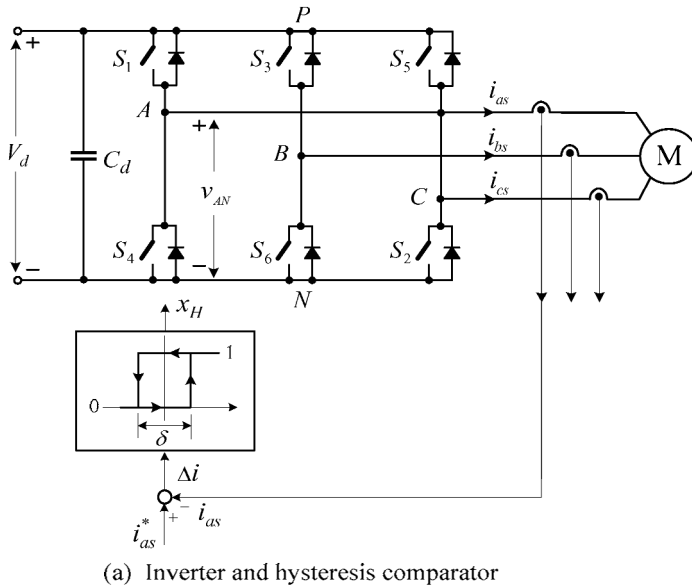 P
+
S₁
S₃
S₅
A
i_as
+
V_d
C_d
B
i_bs
M
v_AN
C
i_cs
S₄
S₆
S₂
−
−
N
x_H
1
0
δ
Δi
−
i_as
+
i*_as
(a) Inverter and hysteresis comparator